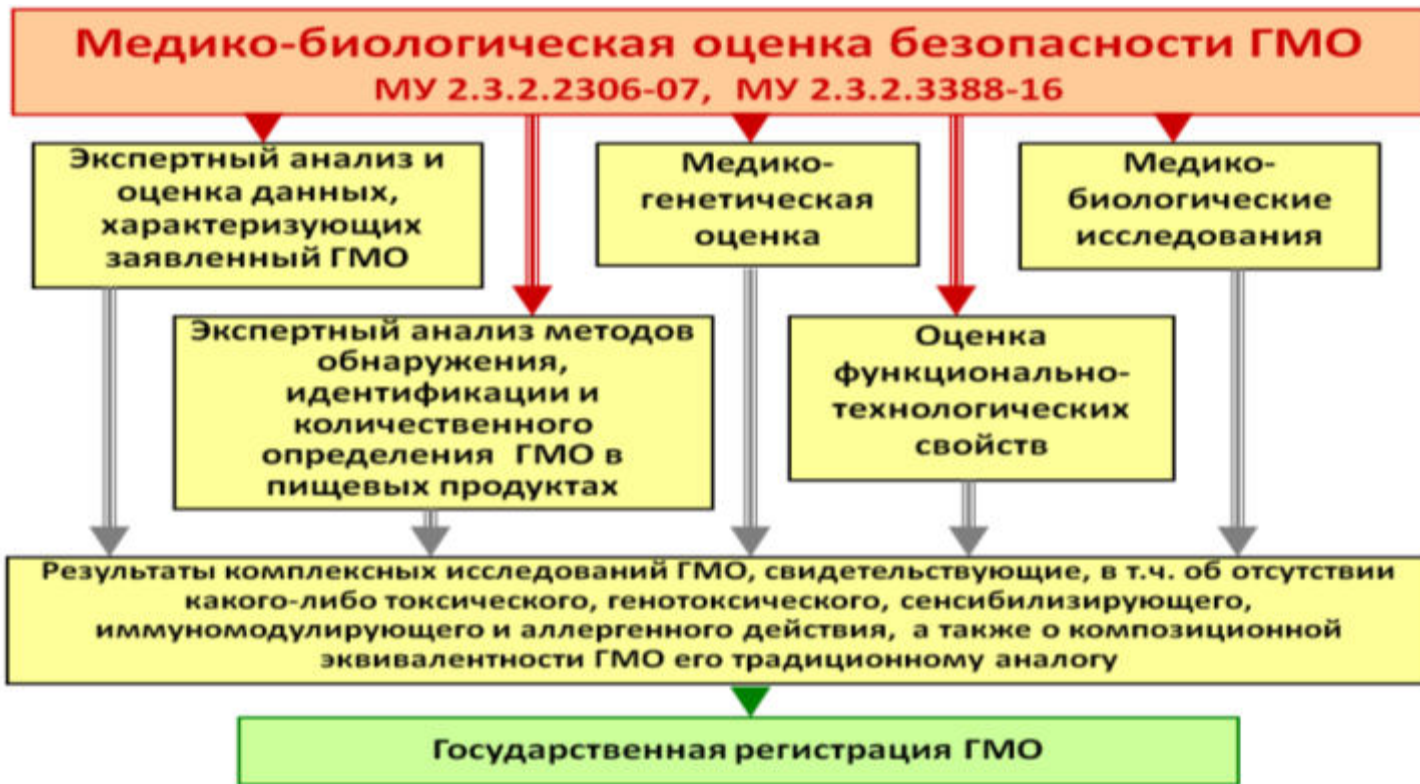 Медико-биологическая оценка безопасности ГМО
МУ 2.3.2.2306-07, МУ 2.3.2.3388-16
Экспертный анализ и
оценка данных,
характеризующих
заявленный ГМО
Медико-
генетическая
оценка
Медико-
биологические
исследования
Экспертный анализ методов
обнаружения,
идентификации и
количественного
определения ГМО в
пищевых продуктах
Оценка
функционально-
технологических
свойств
Результаты комплексных исследований ГМО, свидетельствующие, в т.ч. об отсутствии
какого-либо токсического, генотоксического, сенсибилизирующего,
иммуномодулирующего и аллергенного действия, а также о композиционной
эквивалентности ГМО его традиционному аналогу
Государственная регистрация ГМО